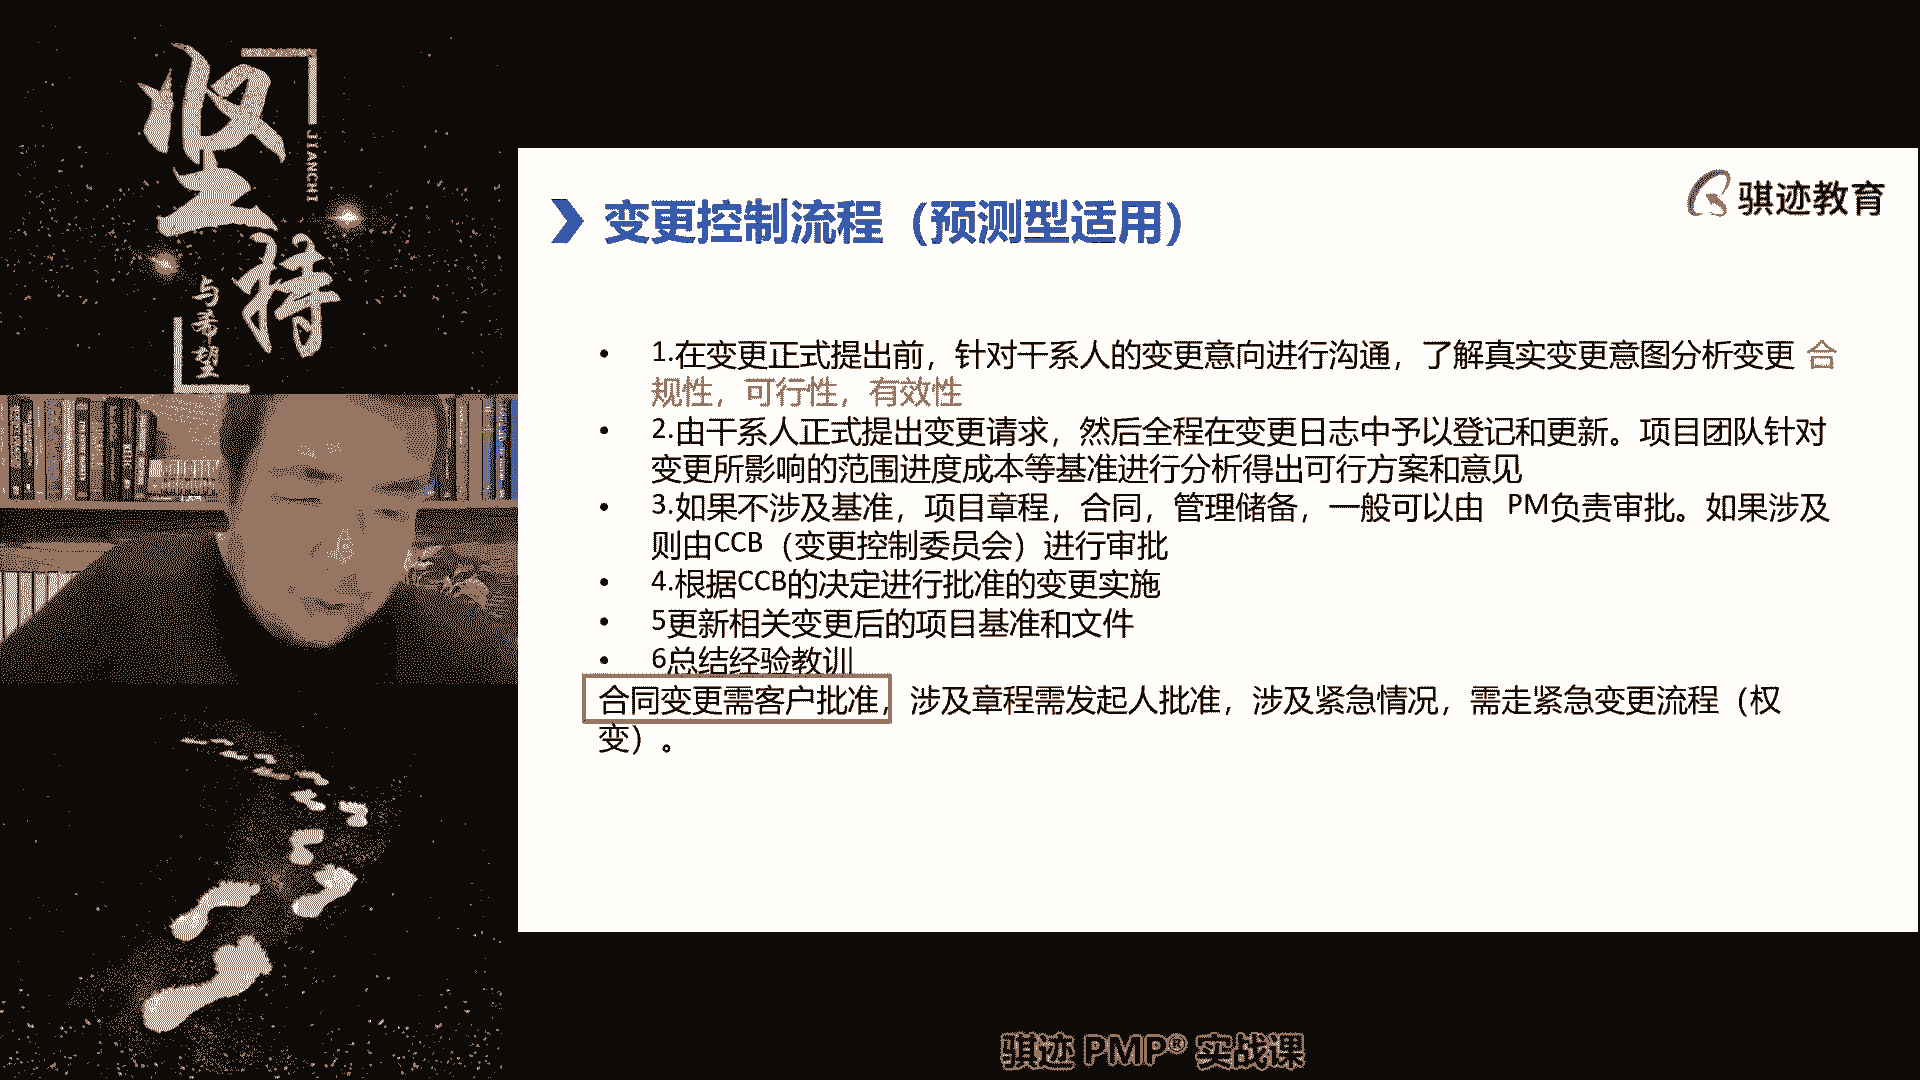 坚持
JIANCHI
与希望
骐迹教育
变更控制流程（预测型适用）
• 1.在变更正式提出前，针对干系人的变更意向进行沟通，了解真实变更意图分析变更 合
规性，可行性，有效性
• 2.由干系人正式提出变更请求，然后全程在变更日志中予以登记和更新。项目团队针对
变更所影响的范围进度成本等基准进行分析得出可行方案和意见
• 3.如果不涉及基准，项目章程，合同，管理储备，一般可以由 PM负责审批。如果涉及
则由CCB（变更控制委员会）进行审批
• 4.根据CCB的决定进行批准的变更实施
• 5更新相关变更后的项目基准和文件
• 6总结经验教训
合同变更需客户批准，涉及章程需发起人批准，涉及紧急情况，需走紧急变更流程（权
变）。
骐迹 PMP® 实战课